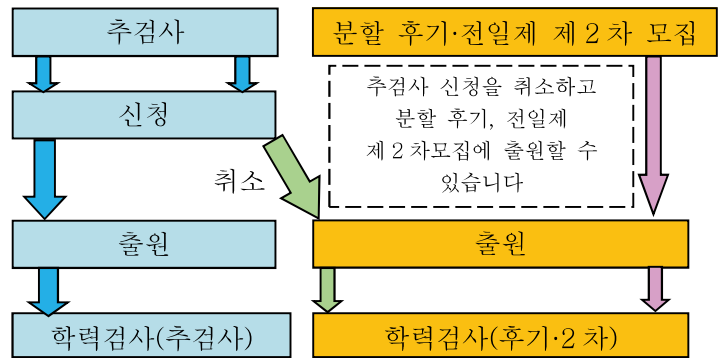 추검사
신청
취소
출원
학력검사(추검사)
분할 후기·전일제 제２차 모집
추검사 신청을 취소하고
분할 후기, 전일제
제２차모집에 출원할 수
있습니다
출원
학력검사(후기·２차)